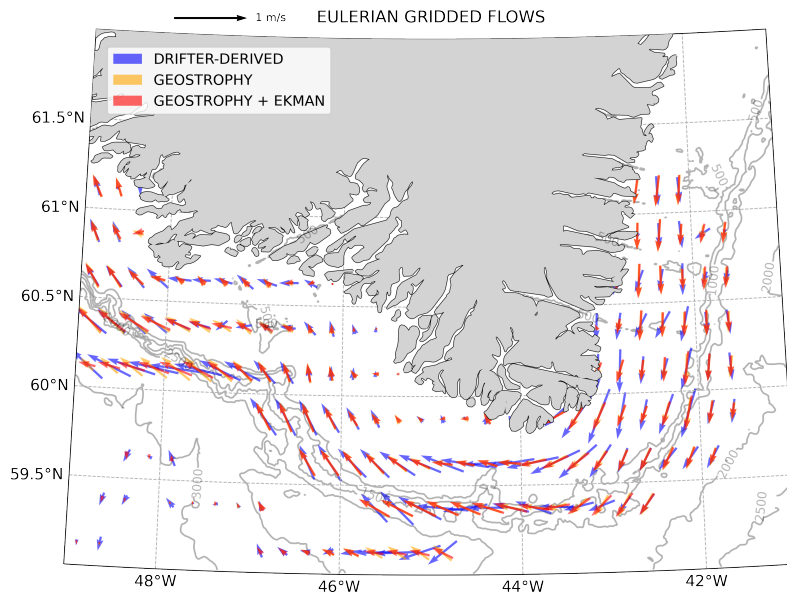 1 m/s EULERIAN GRIDDED FLOWS
DRIFTER-DERIVED
GEOSTROPHY
GEOSTROPHY + EKMAN
61.5°N
61°N
60.5°N
60°N
59.5°N
48°W 46°W 44°W 42°W
500
500
2000
2000
2500
3000